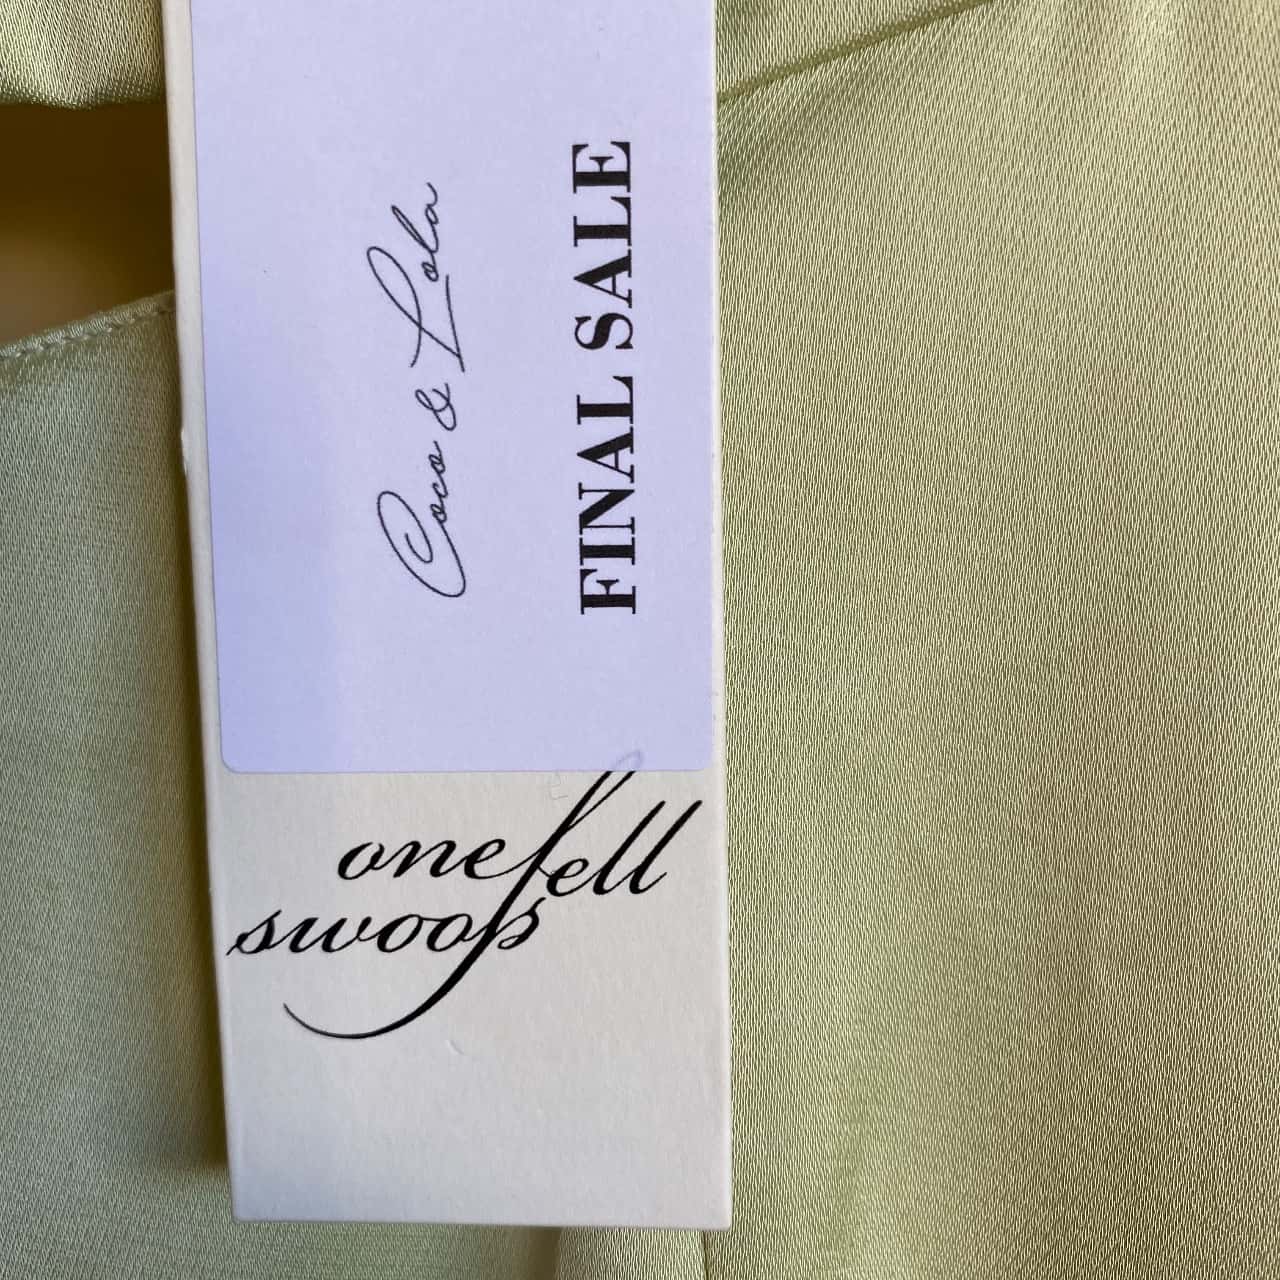 Coco & Lola
FINAL SALE
one fell
swoop